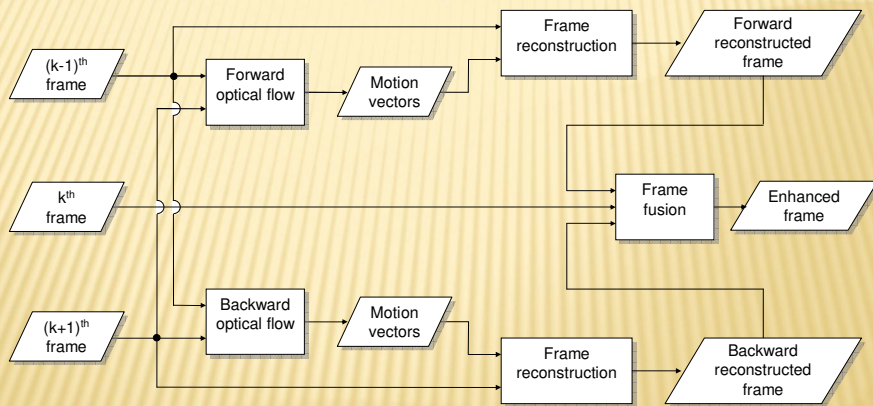 (k-1)th
frame
Forward
optical flow
Motion
vectors
Frame
reconstruction
Forward
reconstructed
frame
kth
frame
Frame
fusion
Enhanced
frame
(k+1)th
frame
Backward
optical flow
Motion
vectors
Frame
reconstruction
Backward
reconstructed
frame